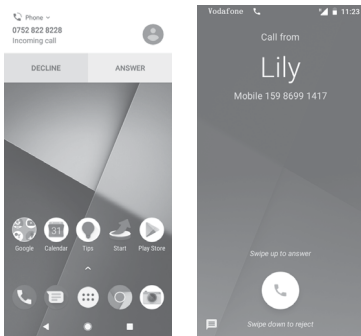 Phone
0752 822 8228
Incoming call
DECLINE ANSWER
31
Google Calendar Tips Start Play Store
Vodafone 11:23
Call from
Lily
Mobile 159 8699 1417
Swipe up to answer
Swipe down to reject